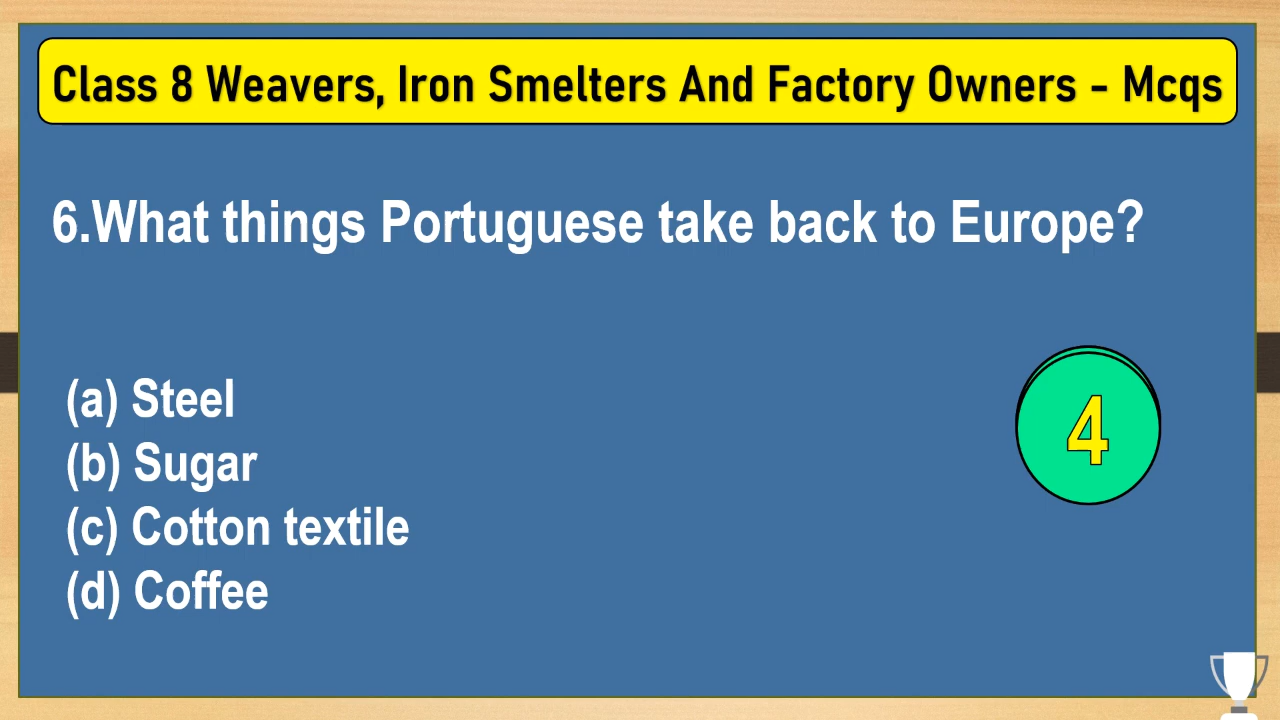 Class 8 Weavers, Iron Smelters And Factory Owners - Mcqs
6.What things Portuguese take back to Europe?
(a) Steel
(b) Sugar
(c) Cotton textile
(d) Coffee
4